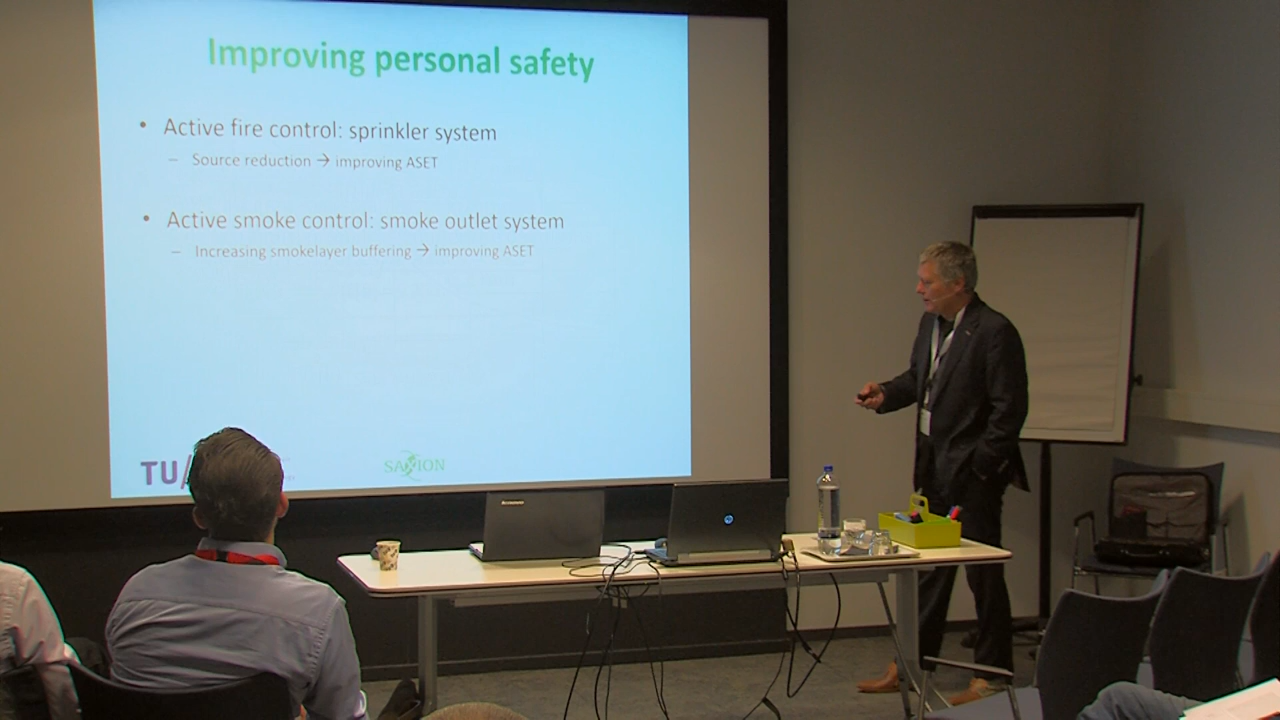 Improving personal safety
• Active fire control: sprinkler system
– Source reduction → improving ASET
• Active smoke control: smoke outlet system
– Increasing smokelayer buffering → improving ASET
TU/
SAXION
lenovo
hp